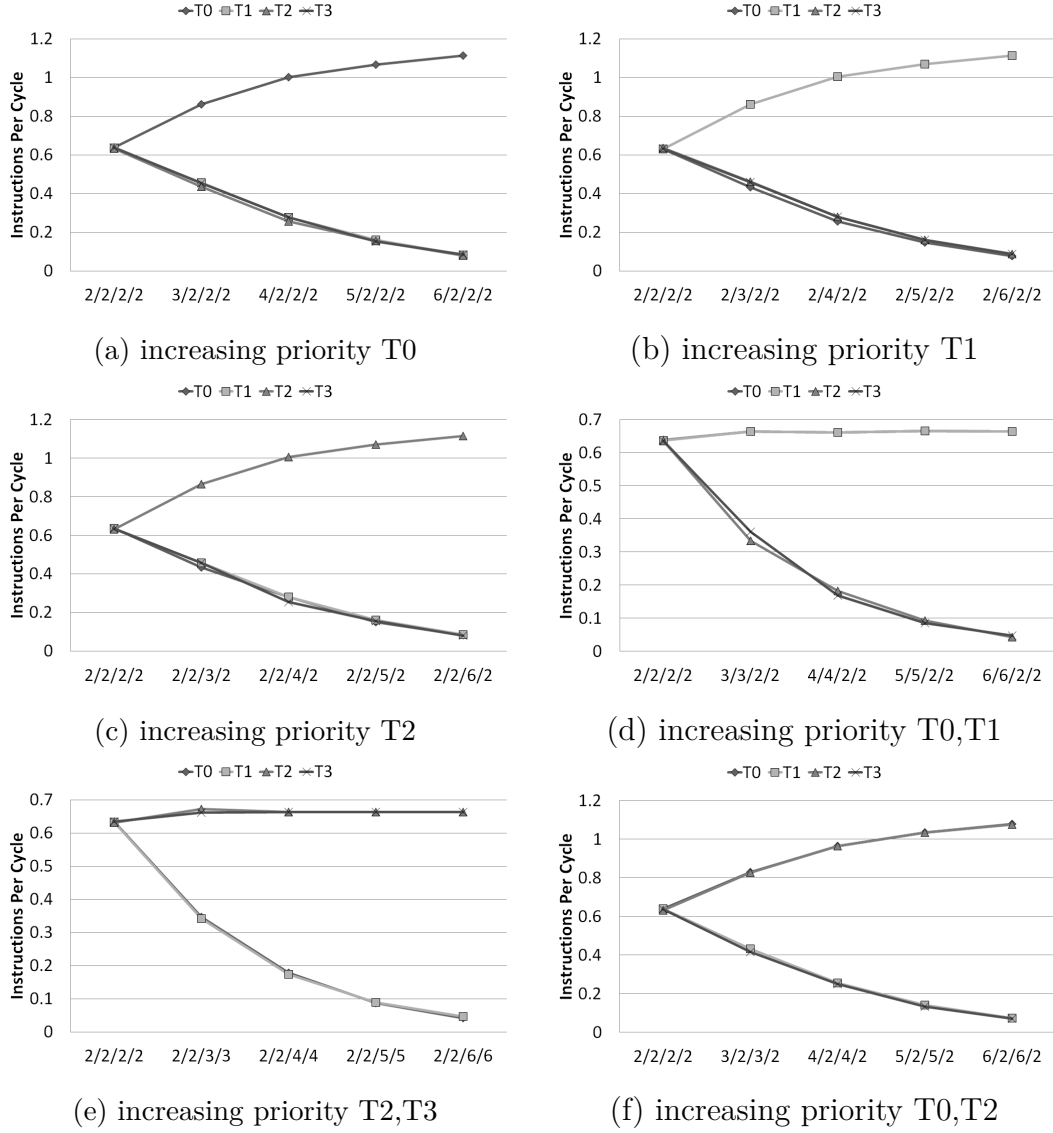 T0 T1 T2 T3
Instructions Per Cycle
1.2
1
0.8
0.6
0.4
0.2
0
2/2/2/2 3/2/2/2 4/2/2/2 5/2/2/2 6/2/2/2
(a) increasing priority T0
T0 T1 T2 T3
Instructions Per Cycle
1.2
1
0.8
0.6
0.4
0.2
0
2/2/2/2 2/3/2/2 2/4/2/2 2/5/2/2 2/6/2/2
(b) increasing priority T1
T0 T1 T2 T3
Instructions Per Cycle
1.2
1
0.8
0.6
0.4
0.2
0
2/2/2/2 2/2/3/2 2/2/4/2 2/2/5/2 2/2/6/2
(c) increasing priority T2
T0 T1 T2 T3
Instructions Per Cycle
0.7
0.6
0.5
0.4
0.3
0.2
0.1
0
2/2/2/2 3/3/2/2 4/4/2/2 5/5/2/2 6/6/2/2
(d) increasing priority T0,T1
T0 T1 T2 T3
Instructions Per Cycle
0.7
0.6
0.5
0.4
0.3
0.2
0.1
0
2/2/2/2 2/2/3/3 2/2/4/4 2/2/5/5 2/2/6/6
(e) increasing priority T2,T3
T0 T1 T2 T3
Instructions Per Cycle
1.2
1
0.8
0.6
0.4
0.2
0
2/2/2/2 3/2/3/2 4/2/4/2 5/2/5/2 6/2/6/2
(f) increasing priority T0,T2